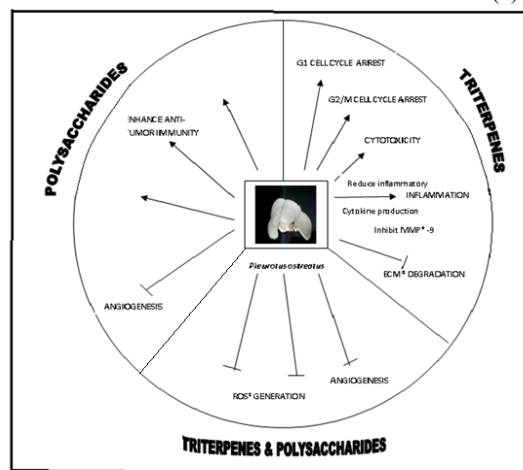 POLYSACCHARIDES
TRITERPENES
G1 CELL CYCLE ARREST
G2/M CELL CYCLE ARREST
ENHANCE ANTI-
TUMOR IMMUNITY
CYTOTOXICITY
Reduce inflammatory
INFLAMMATION
Cytokine production
Inhibit MMP* -9
Pleurotus ostreatus
ECM* DEGRADATION
ANGIOGENESIS
ANGIOGENESIS
ROS* GENERATION
TRITERPENES & POLYSACCHARIDES